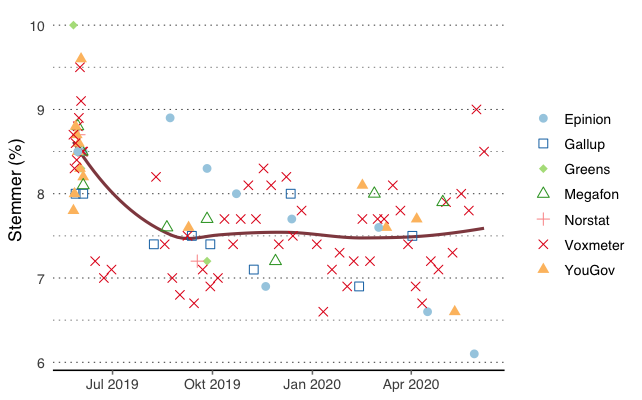 10
9
8
7
6
Stemmer (%)
Jul 2019
Okt 2019
Jan 2020
Apr 2020
Epinion
Gallup
Greens
Megafon
Norstat
Voxmeter
YouGov